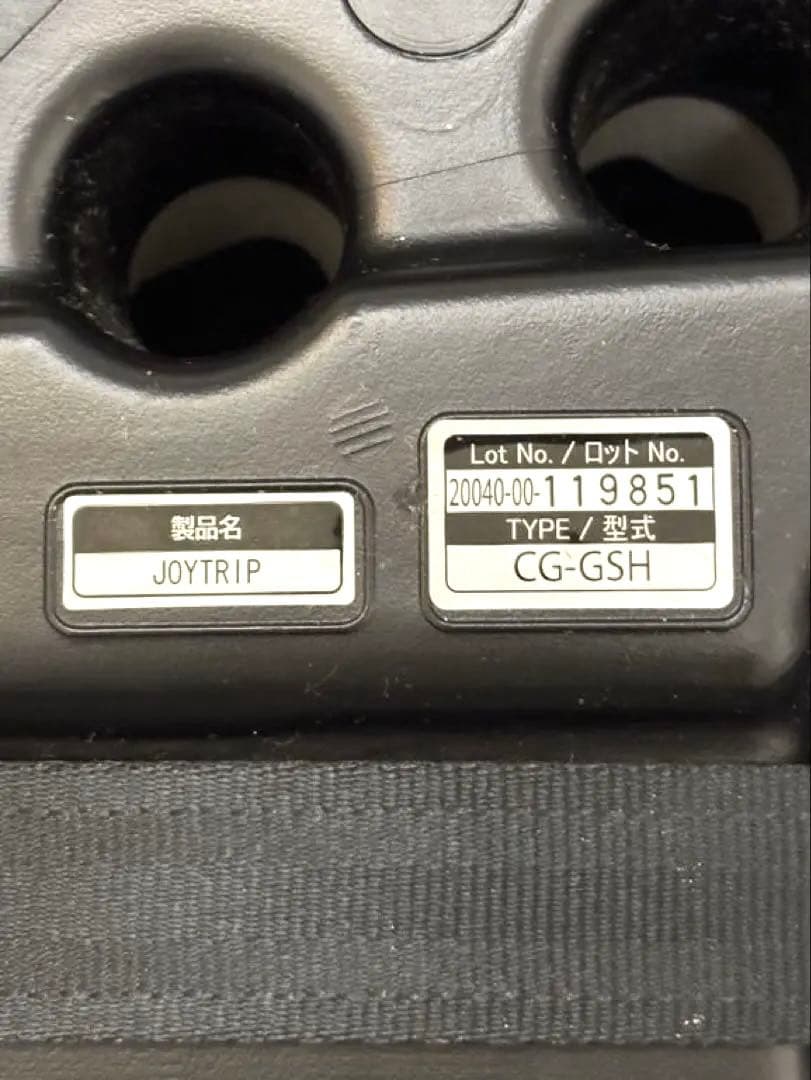 製品名
JOYTRIP
Lot No. / ロット No.
20040-00-119851
TYPE / 型式
CG-GSH